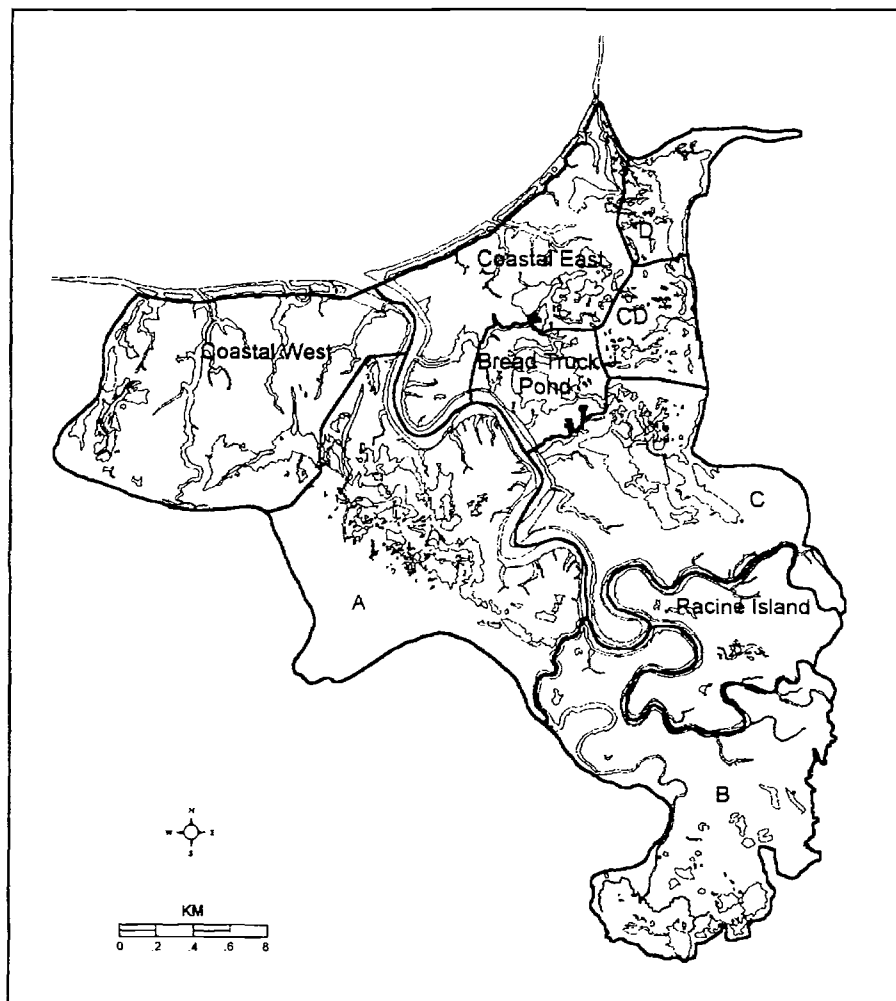 D
Coastal East
CD
Coastal West
Bread Truck
Pond
C
A
Racine Island
B
N
W
S
KM
0 .2 .4 .6 8